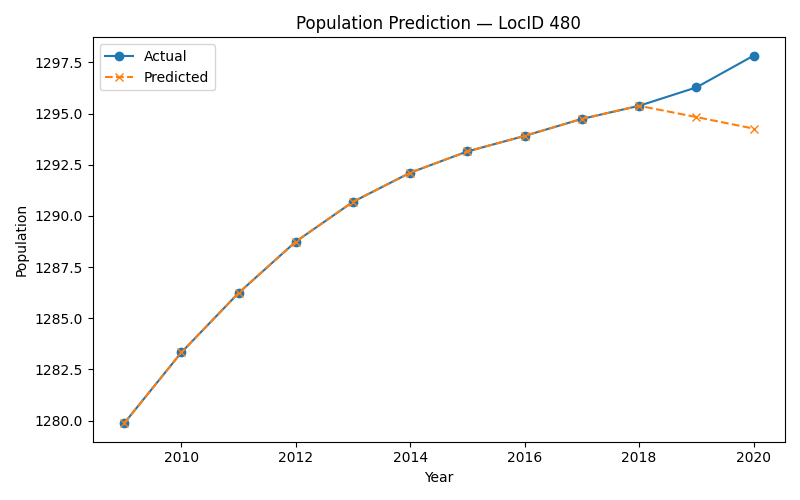 Population Prediction — LocID 480
Actual
Predicted
Population
1297.5
1295.0
1292.5
1290.0
1287.5
1285.0
1282.5
1280.0
2010 2012 2014 2016 2018 2020
Year